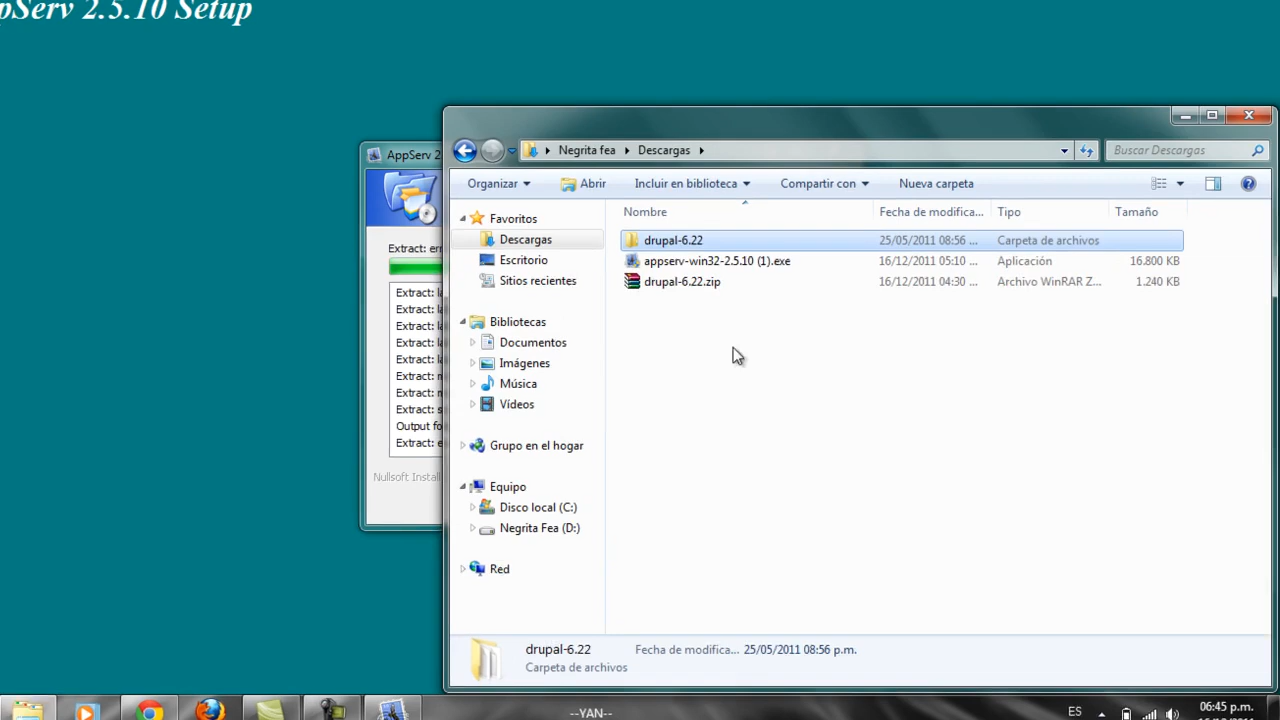 pServ 2.5.10 Setup
AppServ 2
Extract: err
Extract: la
Extract: la
Extract: la
Extract: la
Extract: la
Extract: m
Extract: m
Extract: s
Output fo
Extract: e
Nullsoft Install
Negrita fea Descargas
Buscar Descargas
Organizar Abrir Incluir en biblioteca Compartir con Nueva carpeta
Favoritos
Descargas
Escritorio
Sitios recientes
Bibliotecas
Documentos
Imágenes
Música
Vídeos
Grupo en el hogar
Equipo
Disco local (C:)
Negrita Fea (D:)
Red
Nombre Fecha de modifica... Tipo Tamaño
drupal-6.22 25/05/2011 08:56 ... Carpeta de archivos
appserv-win32-2.5.10 (1).exe 16/12/2011 05:10 ... Aplicación 16.800 KB
drupal-6.22.zip 16/12/2011 04:30 ... Archivo WinRAR Z... 1.240 KB
drupal-6.22 Fecha de modifica... 25/05/2011 08:56 p.m.
Carpeta de archivos
--YAN--
ES
06:45 p.m.